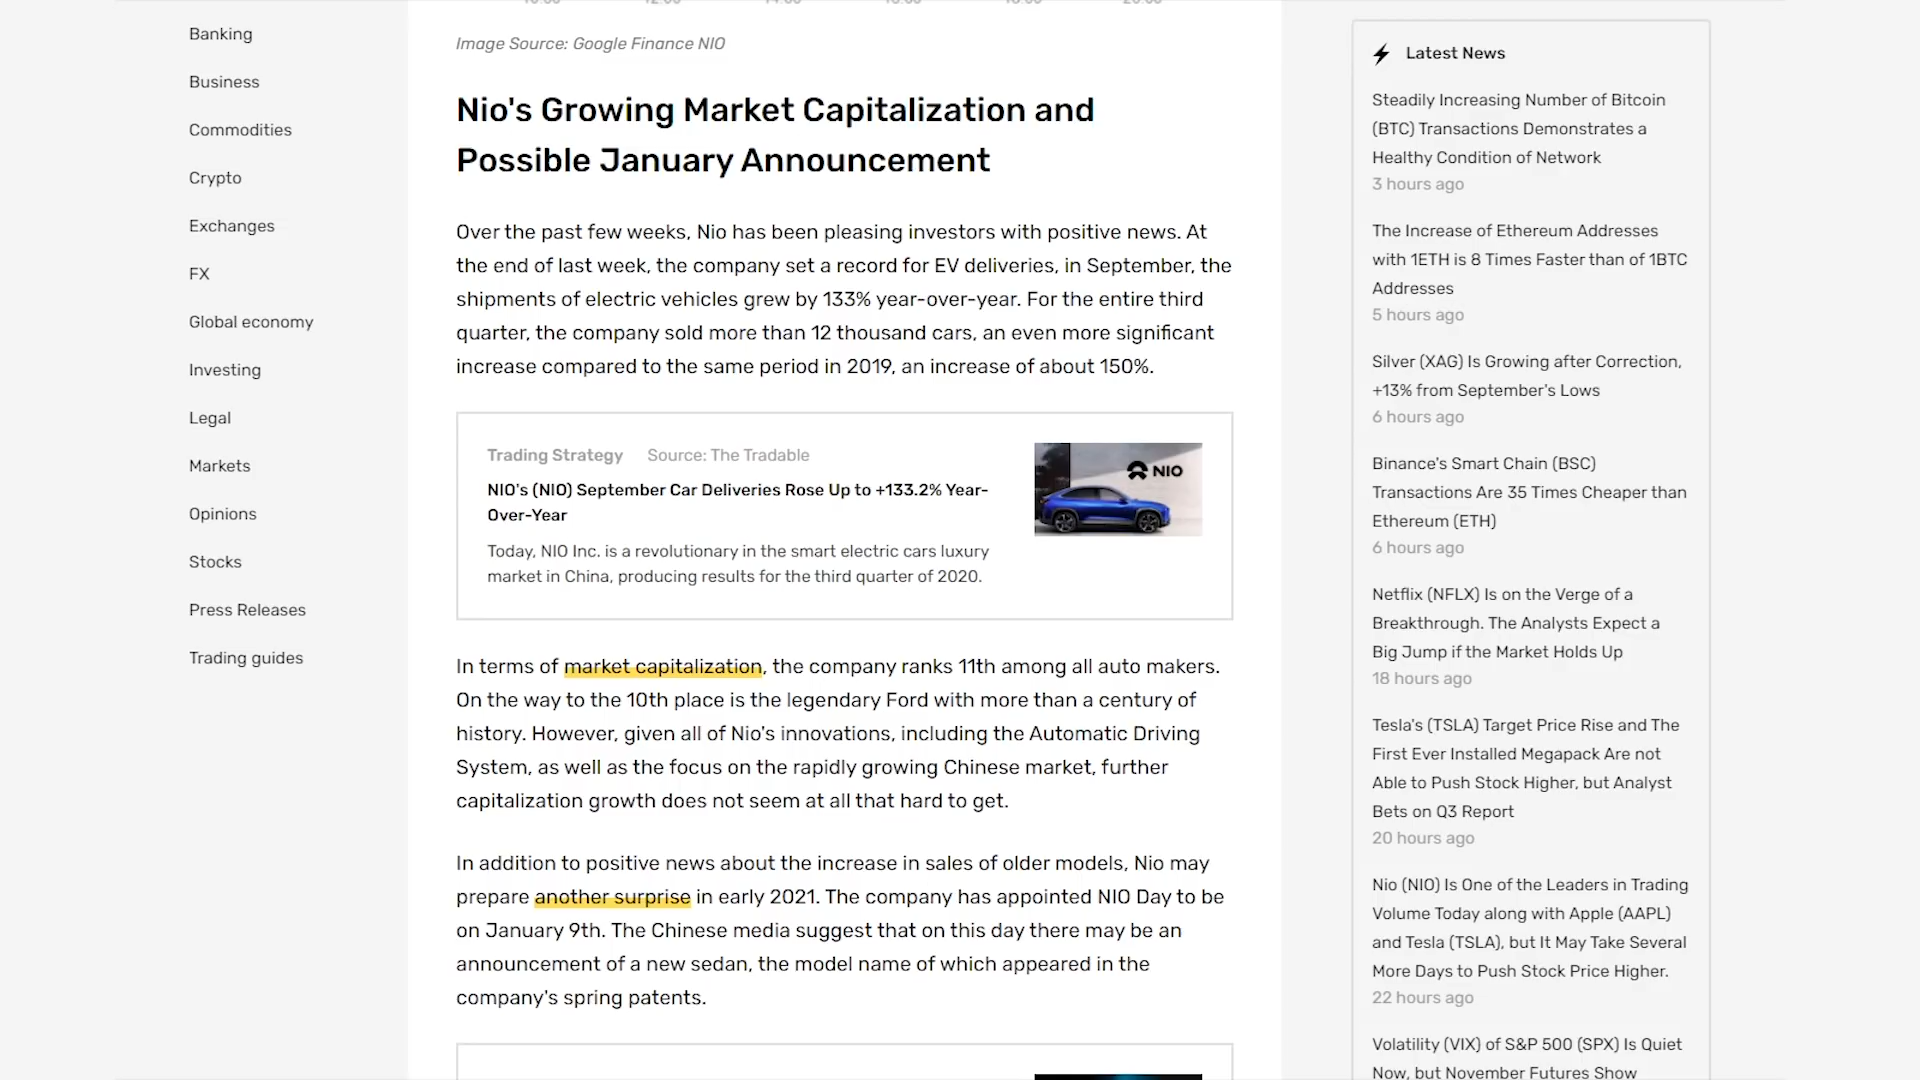 Banking
Business
Commodities
Crypto
Exchanges
FX
Global economy
Investing
Legal
Markets
Opinions
Stocks
Press Releases
Trading guides
Image Source: Google Finance NIO
Nio's Growing Market Capitalization and
Possible January Announcement
Over the past few weeks, Nio has been pleasing investors with positive news. At
the end of last week, the company set a record for EV deliveries, in September, the
shipments of electric vehicles grew by 133% year-over-year. For the entire third
quarter, the company sold more than 12 thousand cars, an even more significant
increase compared to the same period in 2019, an increase of about 150%.
Trading Strategy Source: The Tradable
NIO's (NIO) September Car Deliveries Rose Up to +133.2% Year-
Over-Year
Today, NIO Inc. is a revolutionary in the smart electric cars luxury
market in China, producing results for the third quarter of 2020.
NIO
In terms of market capitalization, the company ranks 11th among all auto makers.
On the way to the 10th place is the legendary Ford with more than a century of
history. However, given all of Nio's innovations, including the Automatic Driving
System, as well as the focus on the rapidly growing Chinese market, further
capitalization growth does not seem at all that hard to get.
In addition to positive news about the increase in sales of older models, Nio may
prepare another surprise in early 2021. The company has appointed NIO Day to be
on January 9th. The Chinese media suggest that on this day there may be an
announcement of a new sedan, the model name of which appeared in the
company's spring patents.
Latest News
Steadily Increasing Number of Bitcoin
(BTC) Transactions Demonstrates a
Healthy Condition of Network
3 hours ago
The Increase of Ethereum Addresses
with 1ETH is 8 Times Faster than of 1BTC
Addresses
5 hours ago
Silver (XAG) Is Growing after Correction,
+13% from September's Lows
6 hours ago
Binance's Smart Chain (BSC)
Transactions Are 35 Times Cheaper than
Ethereum (ETH)
6 hours ago
Netflix (NFLX) Is on the Verge of a
Breakthrough. The Analysts Expect a
Big Jump if the Market Holds Up
18 hours ago
Tesla's (TSLA) Target Price Rise and The
First Ever Installed Megapack Are not
Able to Push Stock Higher, but Analyst
Bets on Q3 Report
20 hours ago
Nio (NIO) Is One of the Leaders in Trading
Volume Today along with Apple (AAPL)
and Tesla (TSLA), but It May Take Several
More Days to Push Stock Price Higher.
22 hours ago
Volatility (VIX) of S&P 500 (SPX) Is Quiet
Now, but November Futures Show